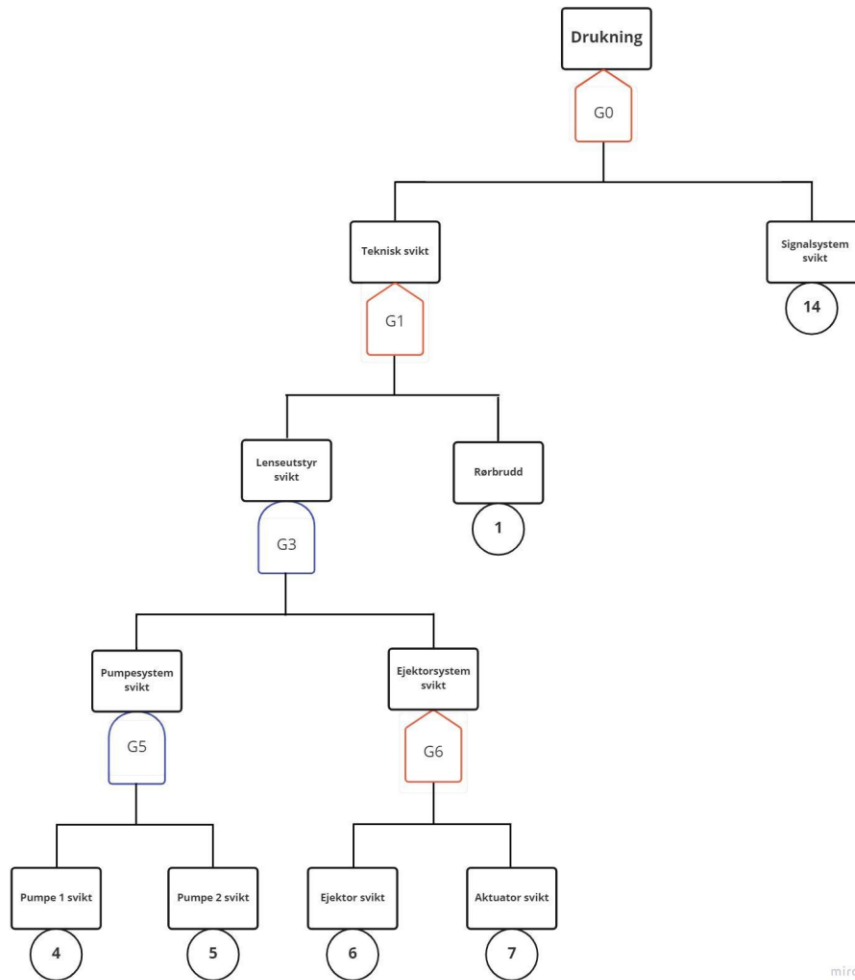 Drukning
G0
Teknisk svikt
Signalsystem
svikt
14
G1
Lenseutstyr
svikt
Rørbrudd
1
G3
Pumpesystem
svikt
Ejektorsystem
svikt
G5
G6
Pumpe 1 svikt
Pumpe 2 svikt
Ejektor svikt
Aktuator svikt
4
5
6
7